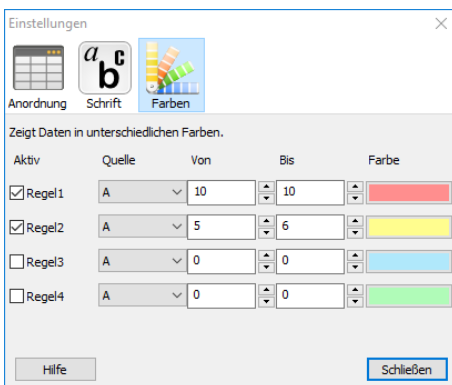 Einstellungen
a c
b
Anordnung Schrift Farben
Zeigt Daten in unterschiedlichen Farben.
Aktiv Quelle Von Bis Farbe
Regel1 A 10 10
Regel2 A 5 6
Regel3 A 0 0
Regel4 A 0 0
Hilfe Schließen